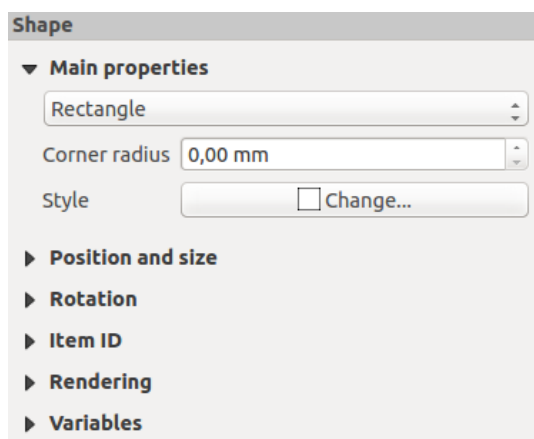 Shape
Main properties
Rectangle
Corner radius 0,00 mm
Style Change...
Position and size
Rotation
Item ID
Rendering
Variables